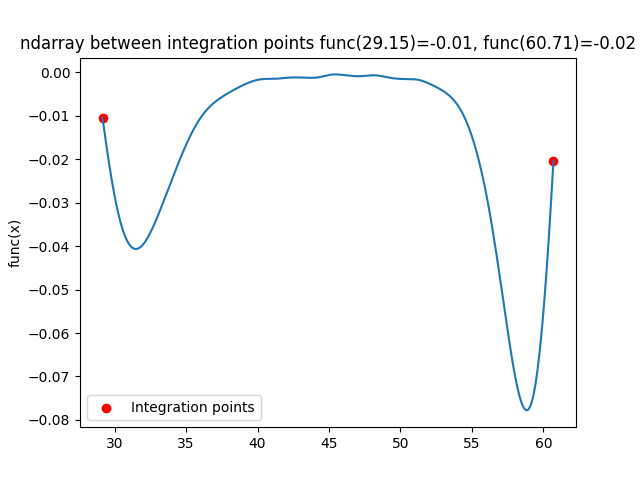 ndarray between integration points func(29.15)=-0.01, func(60.71)=-0.02
0.00
−0.01
−0.02
−0.03
−0.04
−0.05
−0.06
−0.07
−0.08
func(x)
Integration points
30 35 40 45 50 55 60